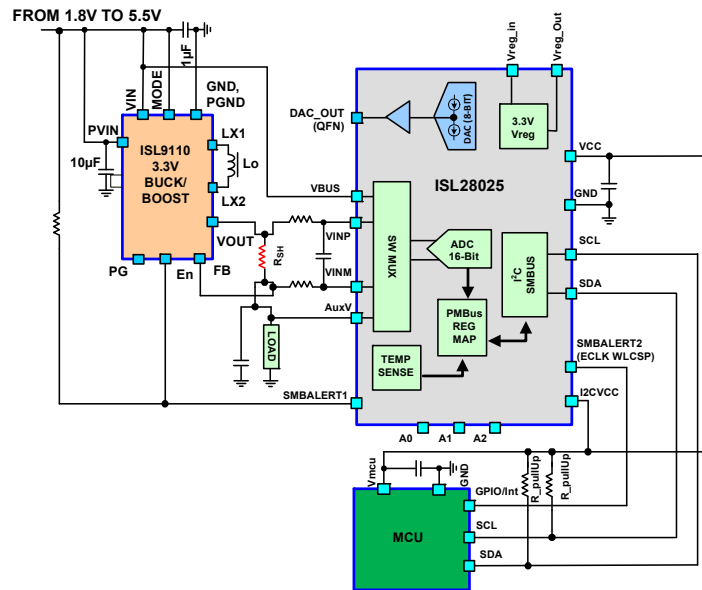 FROM 1.8V TO 5.5V
1µF
VIN
MODE
GND,
PGND
PVIN
10µF
ISL9110
3.3V
BUCK/
BOOST
LX1
Lo
LX2
VOUT
PG
En
FB
RSH
LOAD
Vreg_in
Vreg_Out
DAC_OUT
(QFN)
DAC (8-BIT)
3.3V
Vreg
VCC
ISL28025
VBUS
GND
VINP
SW MUX
ADC
16-Bit
I2C
SMBUS
SCL
VINM
SDA
AuxV
PMBus
REG
MAP
TEMP
SENSE
SMBALERT2
(ECLK WLCSP)
SMBALERT1
I2CVCC
A0
A1
A2
Vmcu
GND
R_pullUp
R_pullUp
GPIO/Int
MCU
SCL
SDA